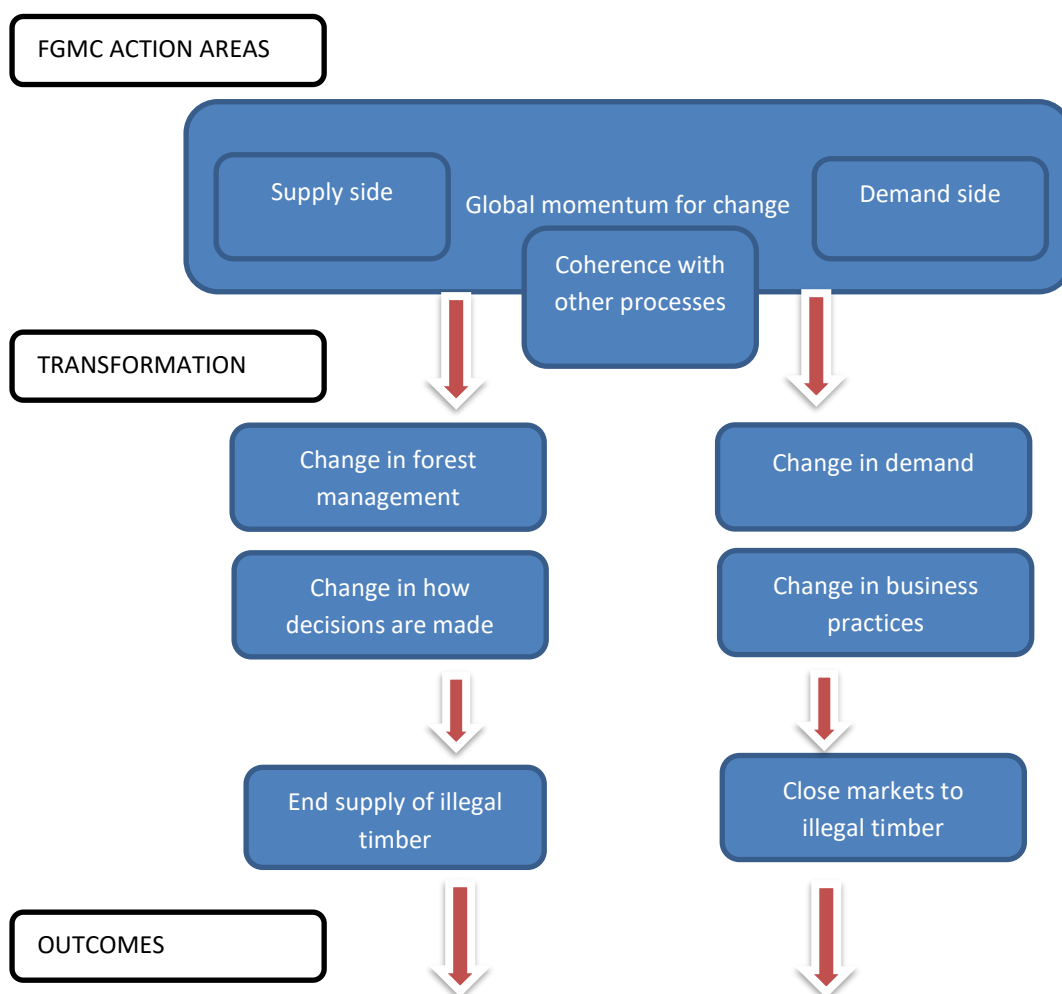 FGMC ACTION AREAS
Supply side
Global momentum for change
Demand side
Coherence with
other processes
TRANSFORMATION
Change in forest
management
Change in demand
Change in how
decisions are made
Change in business
practices
End supply of illegal
timber
Close markets to
illegal timber
OUTCOMES